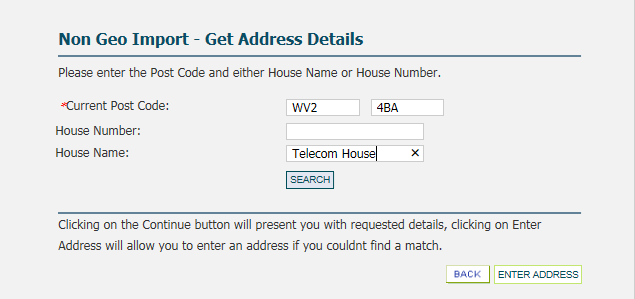 Non Geo Import - Get Address Details
Please enter the Post Code and either House Name or House Number.
*Current Post Code: WV2 4BA
House Number:
House Name: Telecom House ✕
SEARCH
Clicking on the Continue button will present you with requested details, clicking on Enter
Address will allow you to enter an address if you couldnt find a match.
BACK ENTER ADDRESS